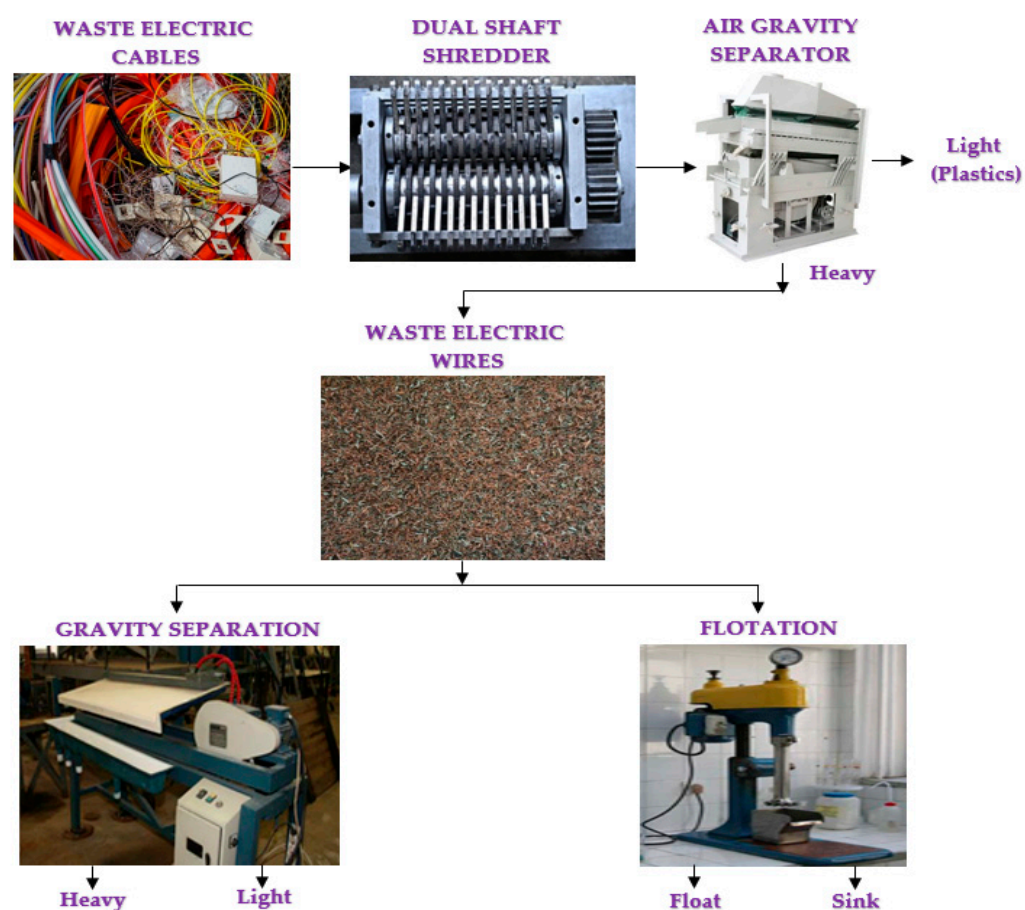 WASTE ELECTRIC
CABLES
DUAL SHAFT
SHREDDER
AIR GRAVITY
SEPARATOR
Light
(Plastics)
Heavy
WASTE ELECTRIC
WIRES
GRAVITY SEPARATION
FLOTATION
Heavy
Light
Float
Sink